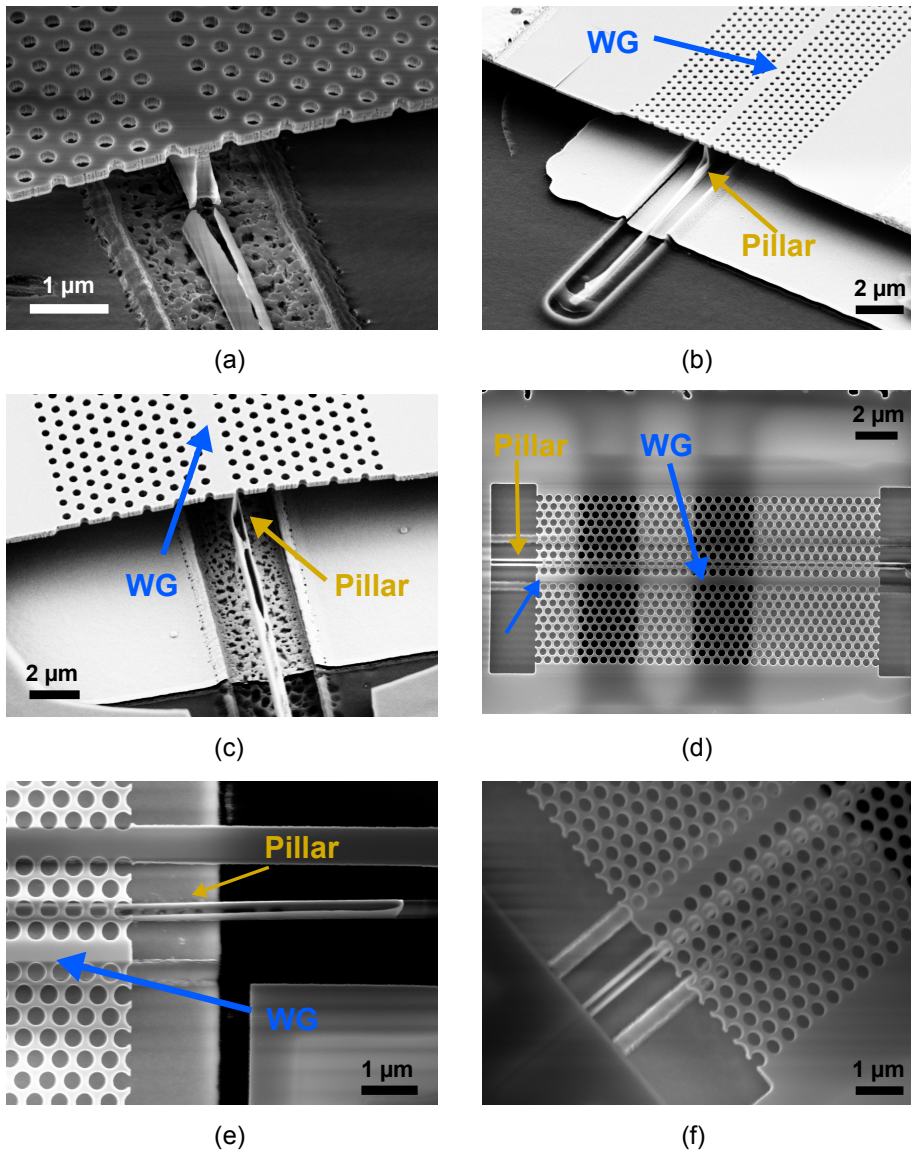 1 µm
(a)
WG
Pillar
2 µm
(b)
WG
Pillar
2 µm
(c)
2 µm
Pillar
WG
(d)
Pillar
WG
1 µm
(e)
1 µm
(f)